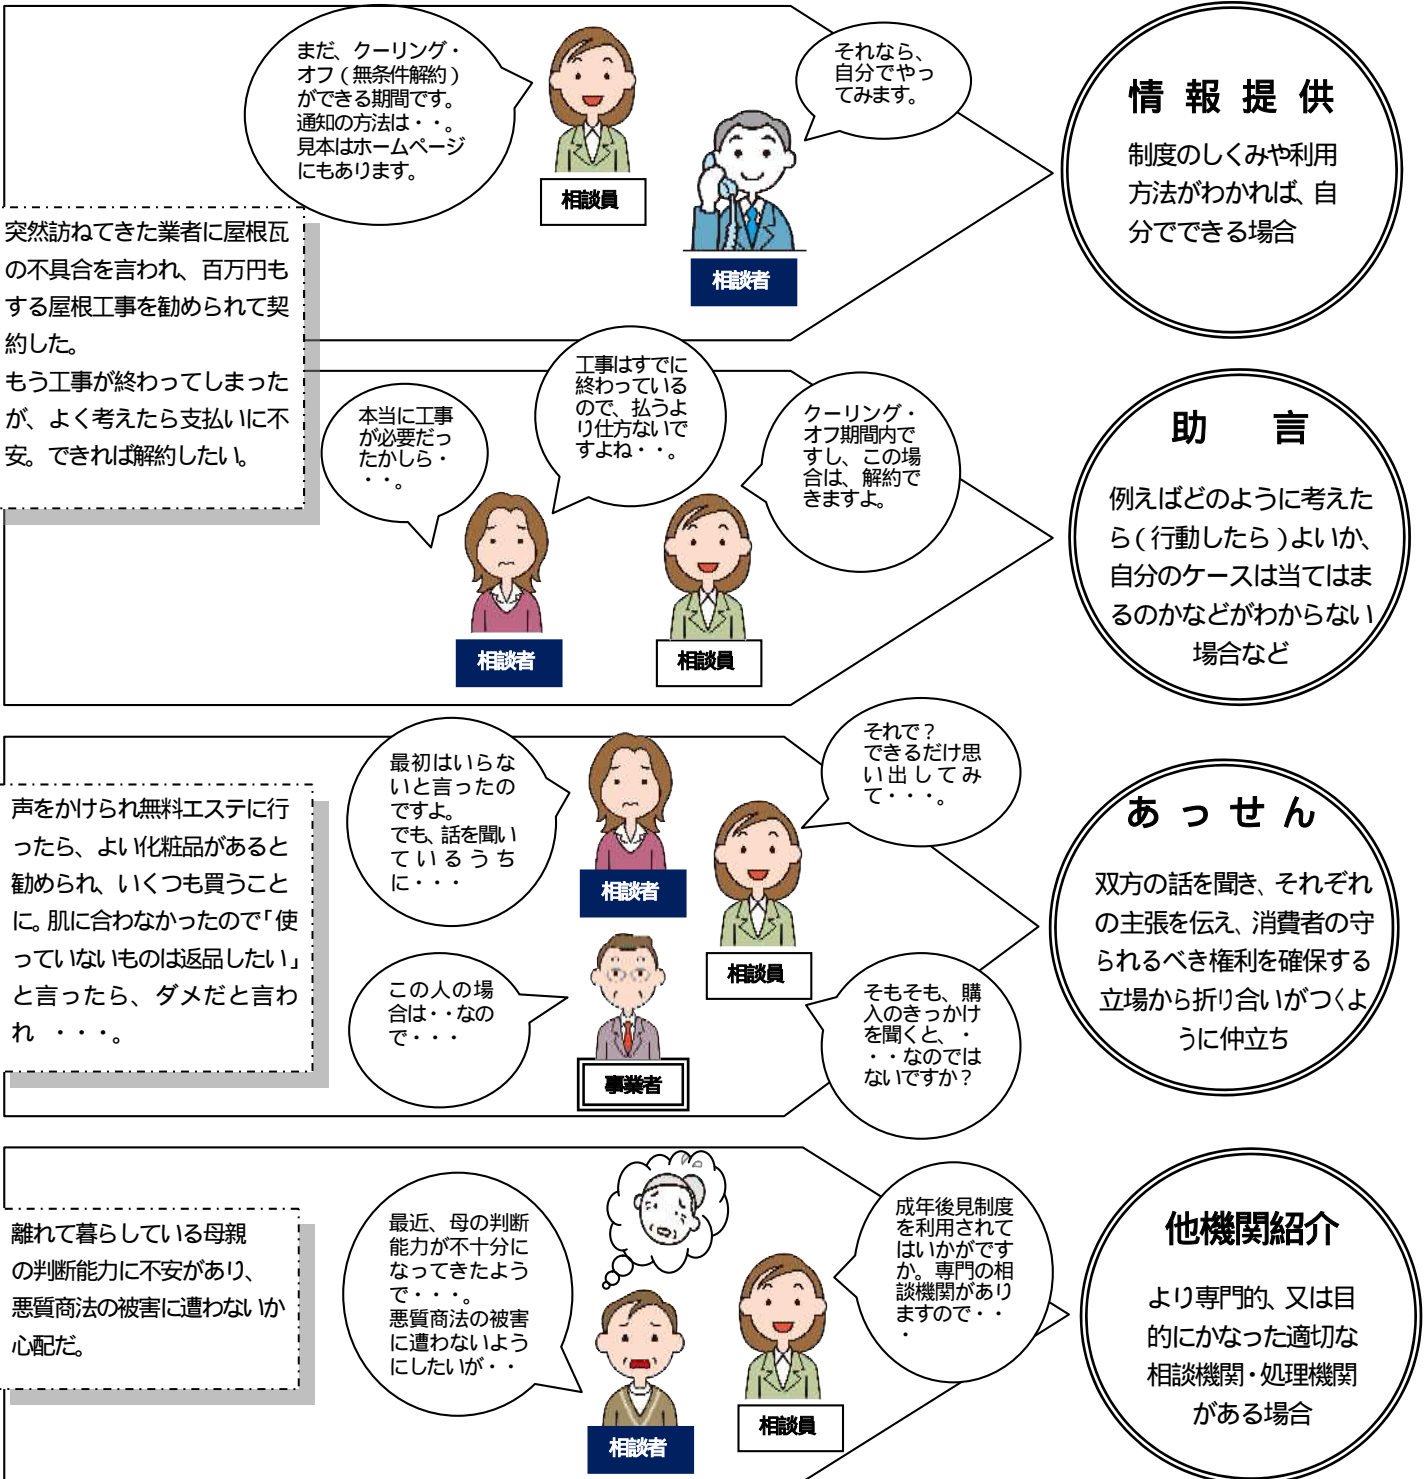 まだ、クーリング・
オフ(無条件解約)
ができる期間です。
通知の方法は・・。
見本はホームページ
にもあります。
相談員
それなら、
自分でやっ
てみます。
相談者
情報提供
制度のしくみや利用
方法がわかれば、自
分でできる場合
突然訪ねてきた業者に屋根瓦
の不具合を言われ、百万円も
する屋根工事を勧められて契
約した。
もう工事が終わってしまった
が、よく考えたら支払いに不
安。できれば解約したい。
本当に工事
が必要だっ
たかしら・
・・。
工事はすでに
終わっている
ので、払うよ
り仕方ないで
すよね・・。
相談者
クーリング・
オフ期間内で
すし、この場
合は、解約で
きますよ。
相談員
助言
例えばどのように考えた
ら(行動したら)よいか、
自分のケースは当てはま
るのかなどがわからない
場合など
声をかけられ無料エステに行
ったら、よい化粧品があると
勧められ、いくつも買うこと
に。肌に合わなかったので「使
っていないものは返品したい」
と言ったら、ダメだと言わ
れ ・・・。
最初はいらな
いと言ったの
ですよ。
でも、話を聞い
ているうち
に・・・
相談者
それで?
できるだけ思
い出してみ
て・・・。
相談員
この人の場
合は・・なの
で・・・
事業者
そもそも、購
入のきっかけ
を聞くと、・
・・なのでは
ないですか?
あっせん
双方の話を聞き、それぞれ
の主張を伝え、消費者の守
られるべき権利を確保する
立場から折り合いがつくよ
うに仲立ち
離れて暮らしている母親
の判断能力に不安があり、
悪質商法の被害に遭わないか
心配だ。
最近、母の判断
能力が不十分に
なってきたよう
で・・・。
悪質商法の被害
に遭わないよう
にしたいが・・
相談者
成年後見制度
を利用されて
はいかがです
か。専門の相
談機関があり
ますので・・
・
相談員
他機関紹介
より専門的、又は目
的にかなった適切な
相談機関・処理機関
がある場合